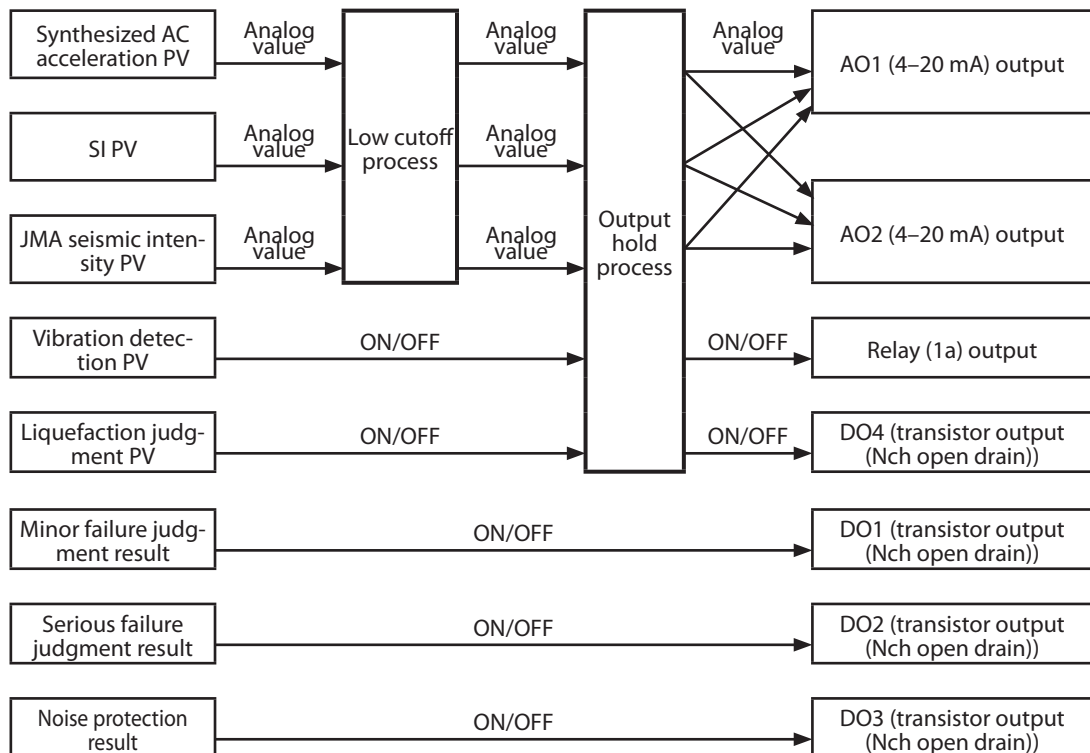 Synthesized AC
acceleration PV
Analog
value
Analog
value
Analog
value
AO1 (4–20 mA) output
SI PV
Analog
value
Low cutoff
process
Analog
value
AO2 (4–20 mA) output
JMA seismic inten-
sity PV
Analog
value
Analog
value
Output
hold
process
Vibration detec-
tion PV
ON/OFF
ON/OFF
Relay (1a) output
Liquefaction judg-
ment PV
ON/OFF
ON/OFF
DO4 (transistor output
(Nch open drain))
Minor failure judg-
ment result
ON/OFF
DO1 (transistor output
(Nch open drain))
Serious failure
judgment result
ON/OFF
DO2 (transistor output
(Nch open drain))
Noise protection
result
ON/OFF
DO3 (transistor output
(Nch open drain))